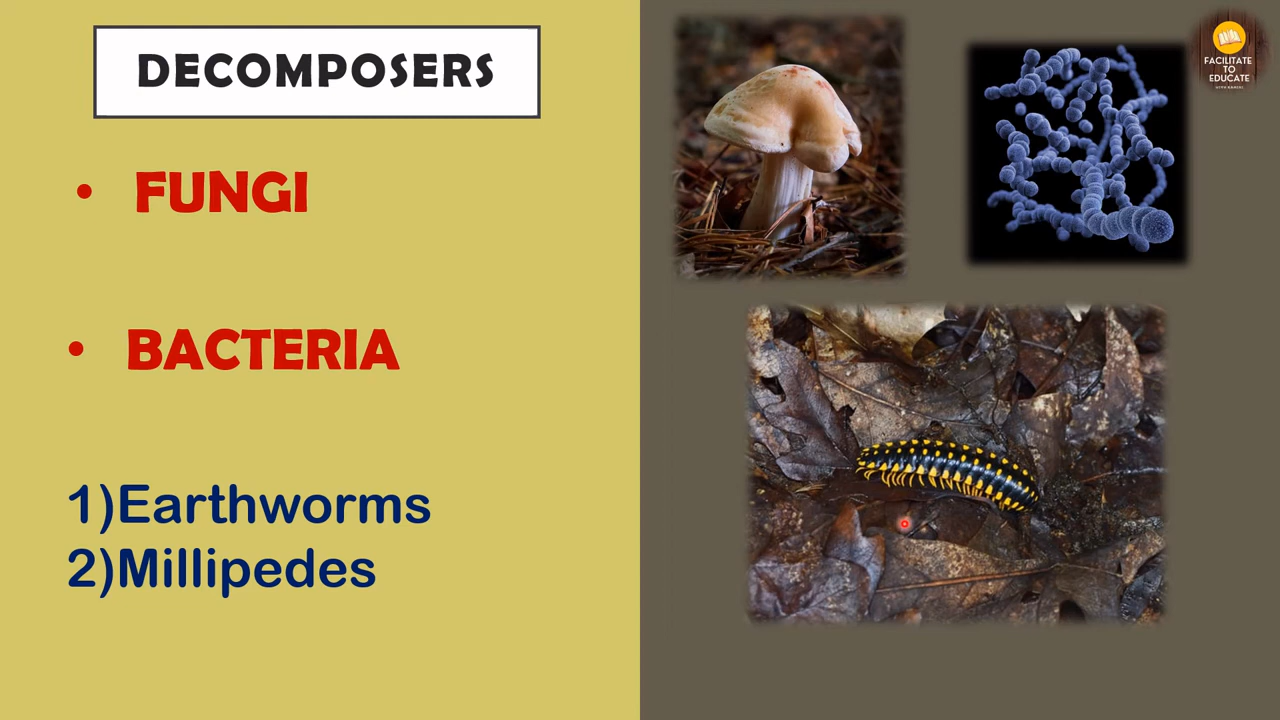 DECOMPOSERS
• FUNGI
• BACTERIA
1)Earthworms
2)Millipedes
FACILITATE
TO
EDUCATE